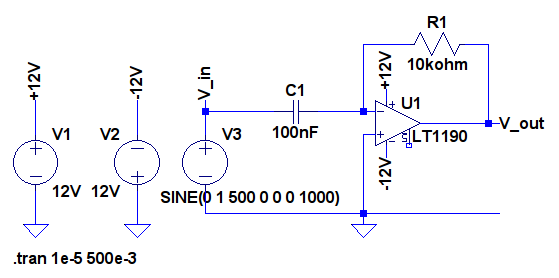 R1
10kohm
+12V
-12V
V_in
C1
100nF
+12V
U1
V_out
LT1190
-12V
V1
12V
V2
12V
V3
SINE(0 1 500 0 0 0 1000)
.tran 1e-5 500e-3